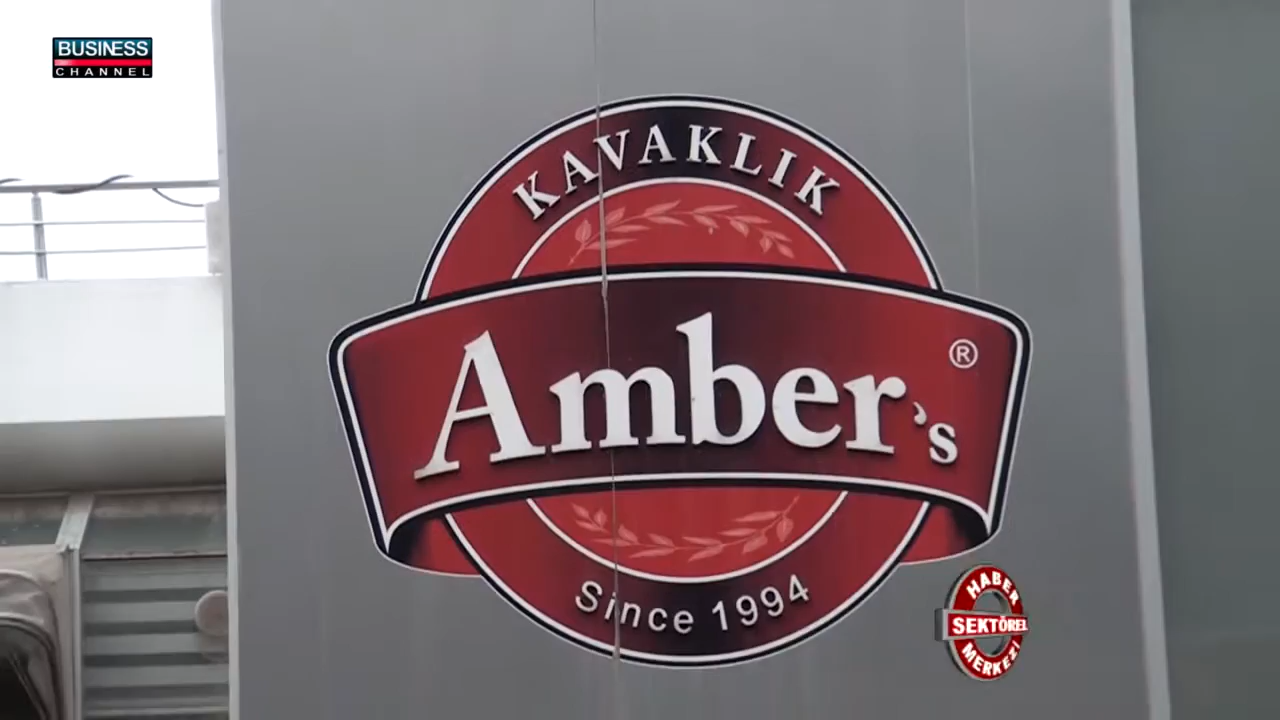 BUSINESS
CHANNEL
KAVAKLIK
Amber's ®
Since 1994
HABER
SEKTÖREL
MERKEZİ